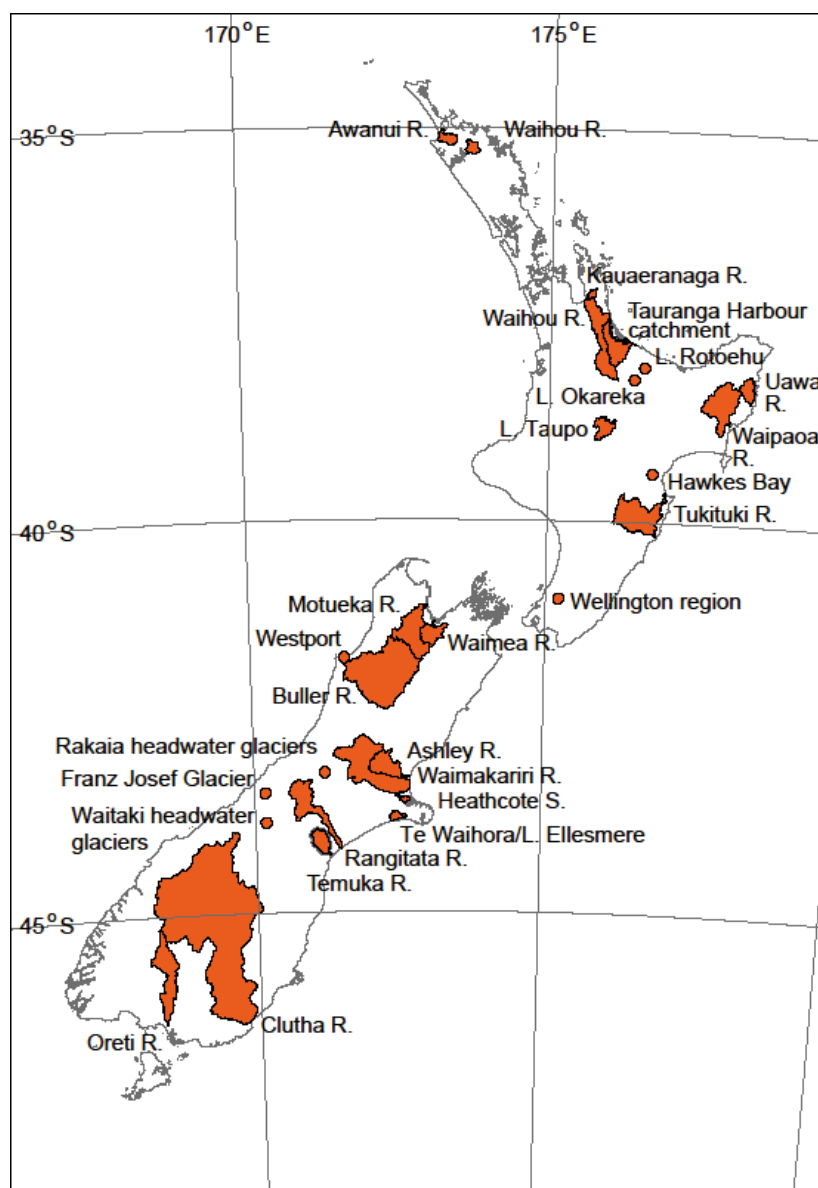 170°E
175°E
35°S
Awanui R.
Waihou R.
Kauaeranaga R.
Waihou R.
Tauranga Harbour
catchment
L. Rotoehu
L. Okareka
Uawa
R.
L. Taupo
Waipaoa
R.
Hawkes Bay
Tukituki R.
40°S
Motueka R.
Wellington region
Westport
Waimea R.
Buller R.
Rakaia headwater glaciers
Ashley R.
Franz Josef Glacier
Waimakariri R.
Heathcote S.
Waitaki headwater
glaciers
Te Waihora/L. Ellesmere
Rangitata R.
Temuka R.
45°S
Clutha R.
Oreti R.